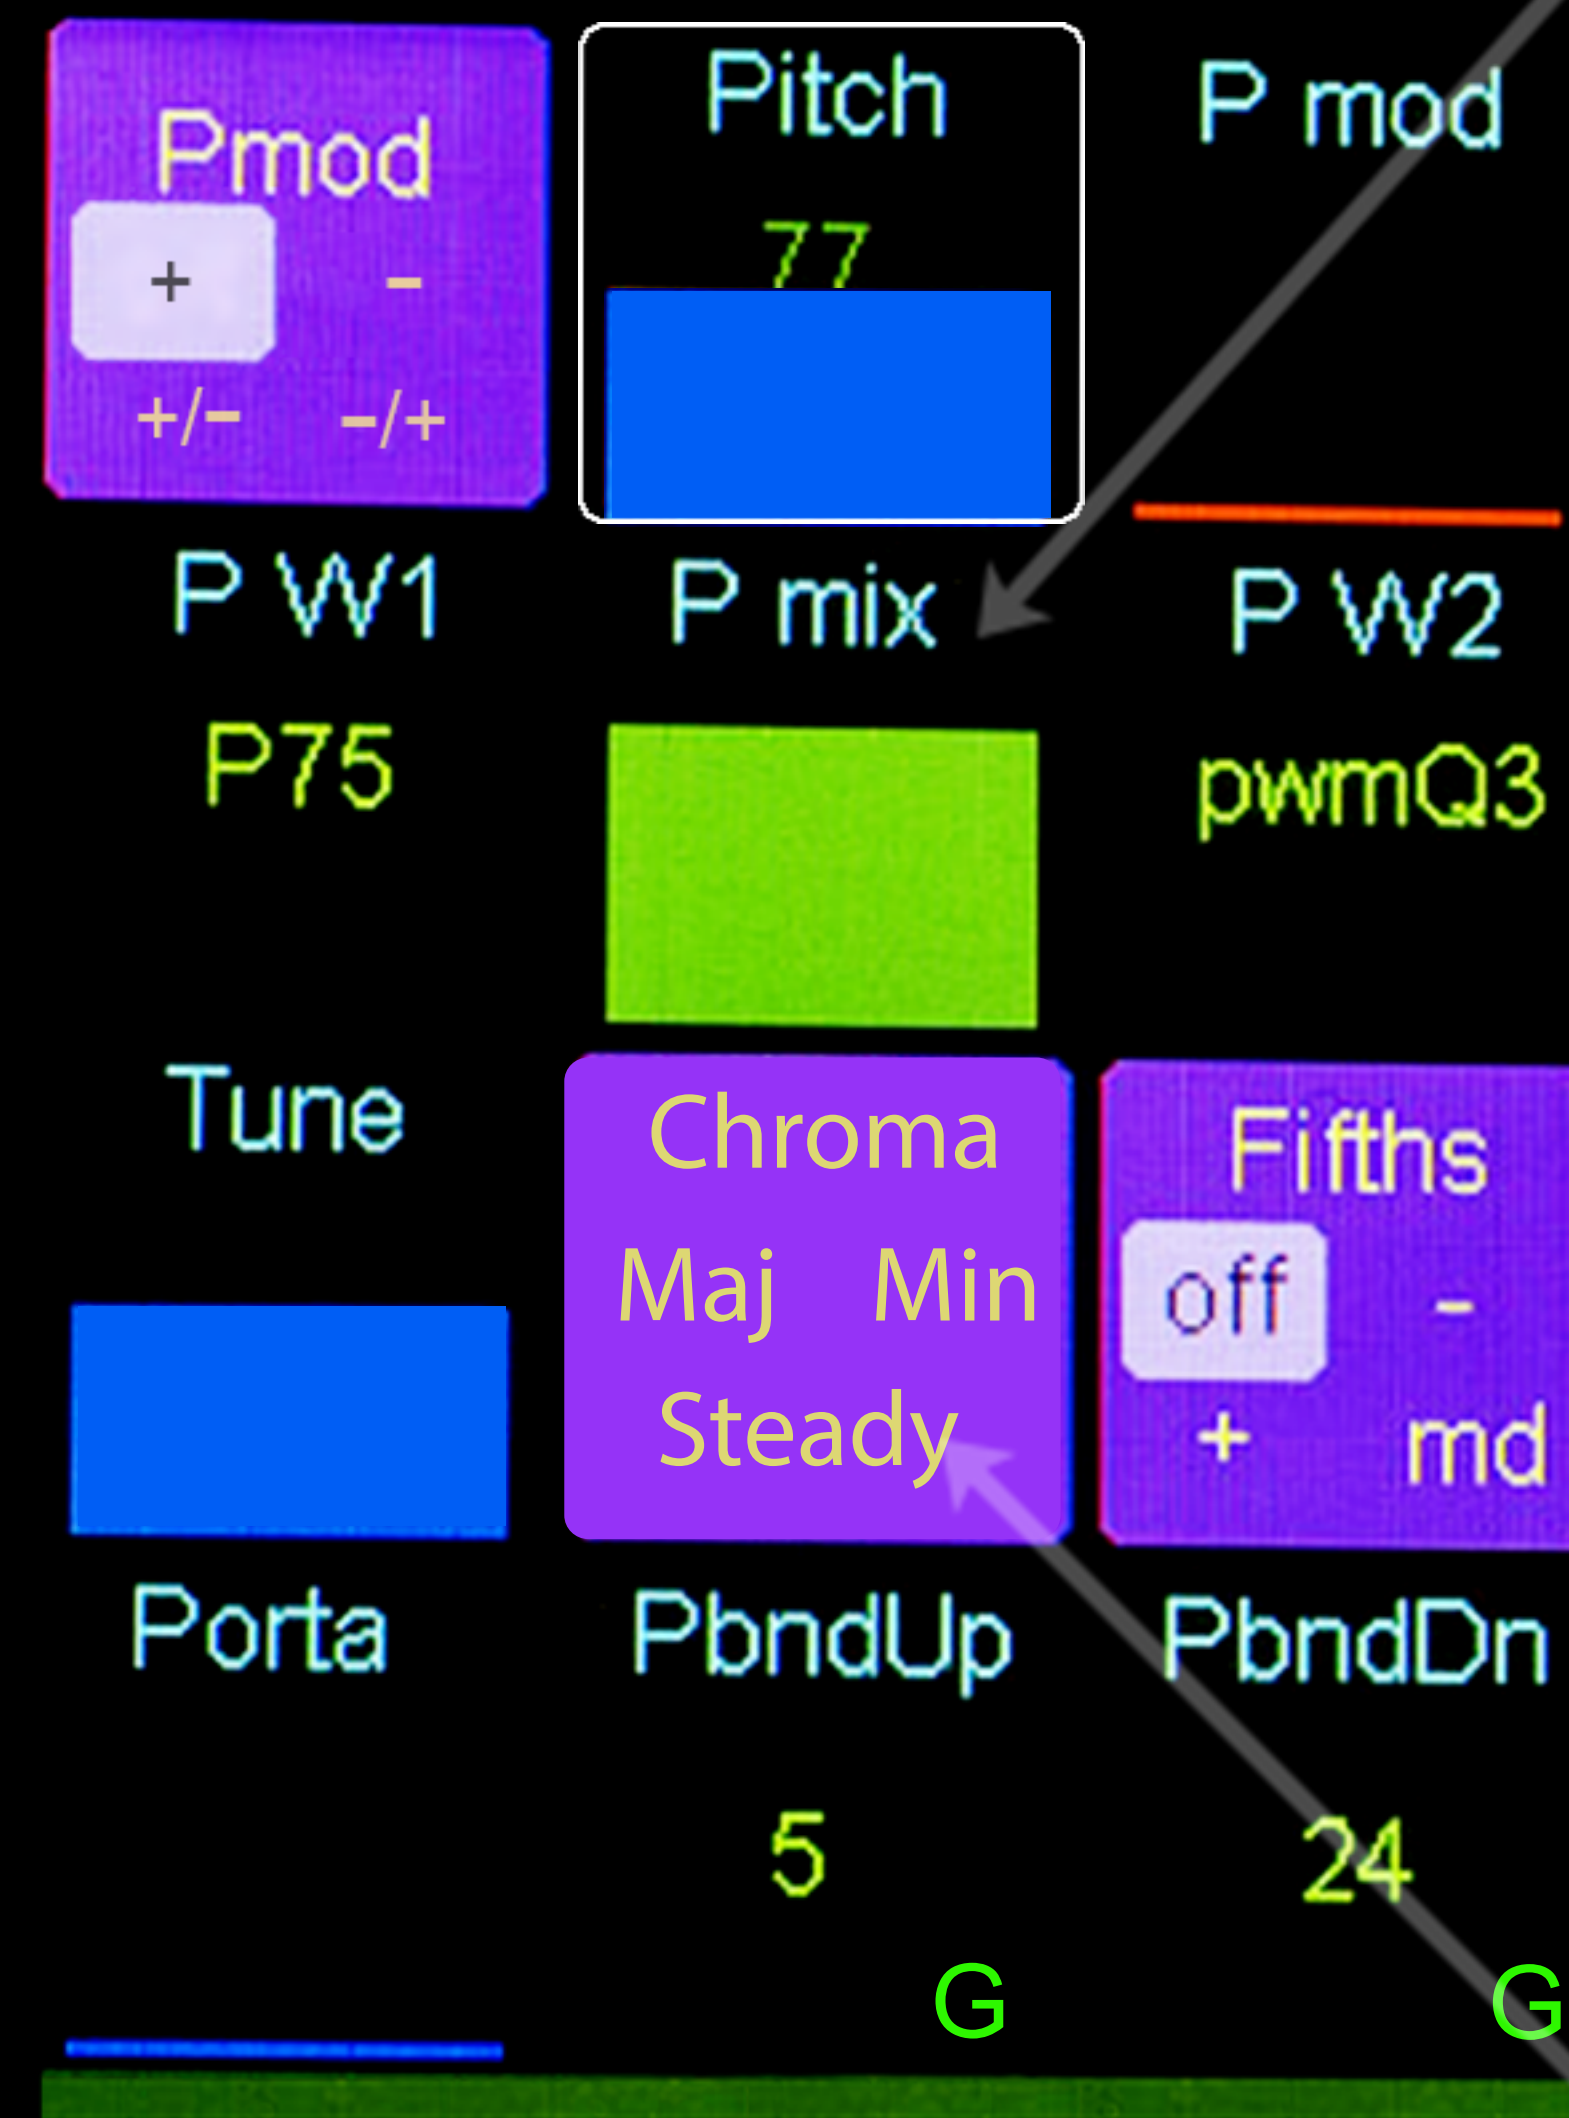 Pmod
+ -
+/- -/+
Pitch
77
P mod
P W1
P mix
P W2
P75
pwmQ3
Tune
Chroma
Maj Min
Steady
Fifths
off -
+ md
Porta
PbndUp
PbndDn
5
24
G
G